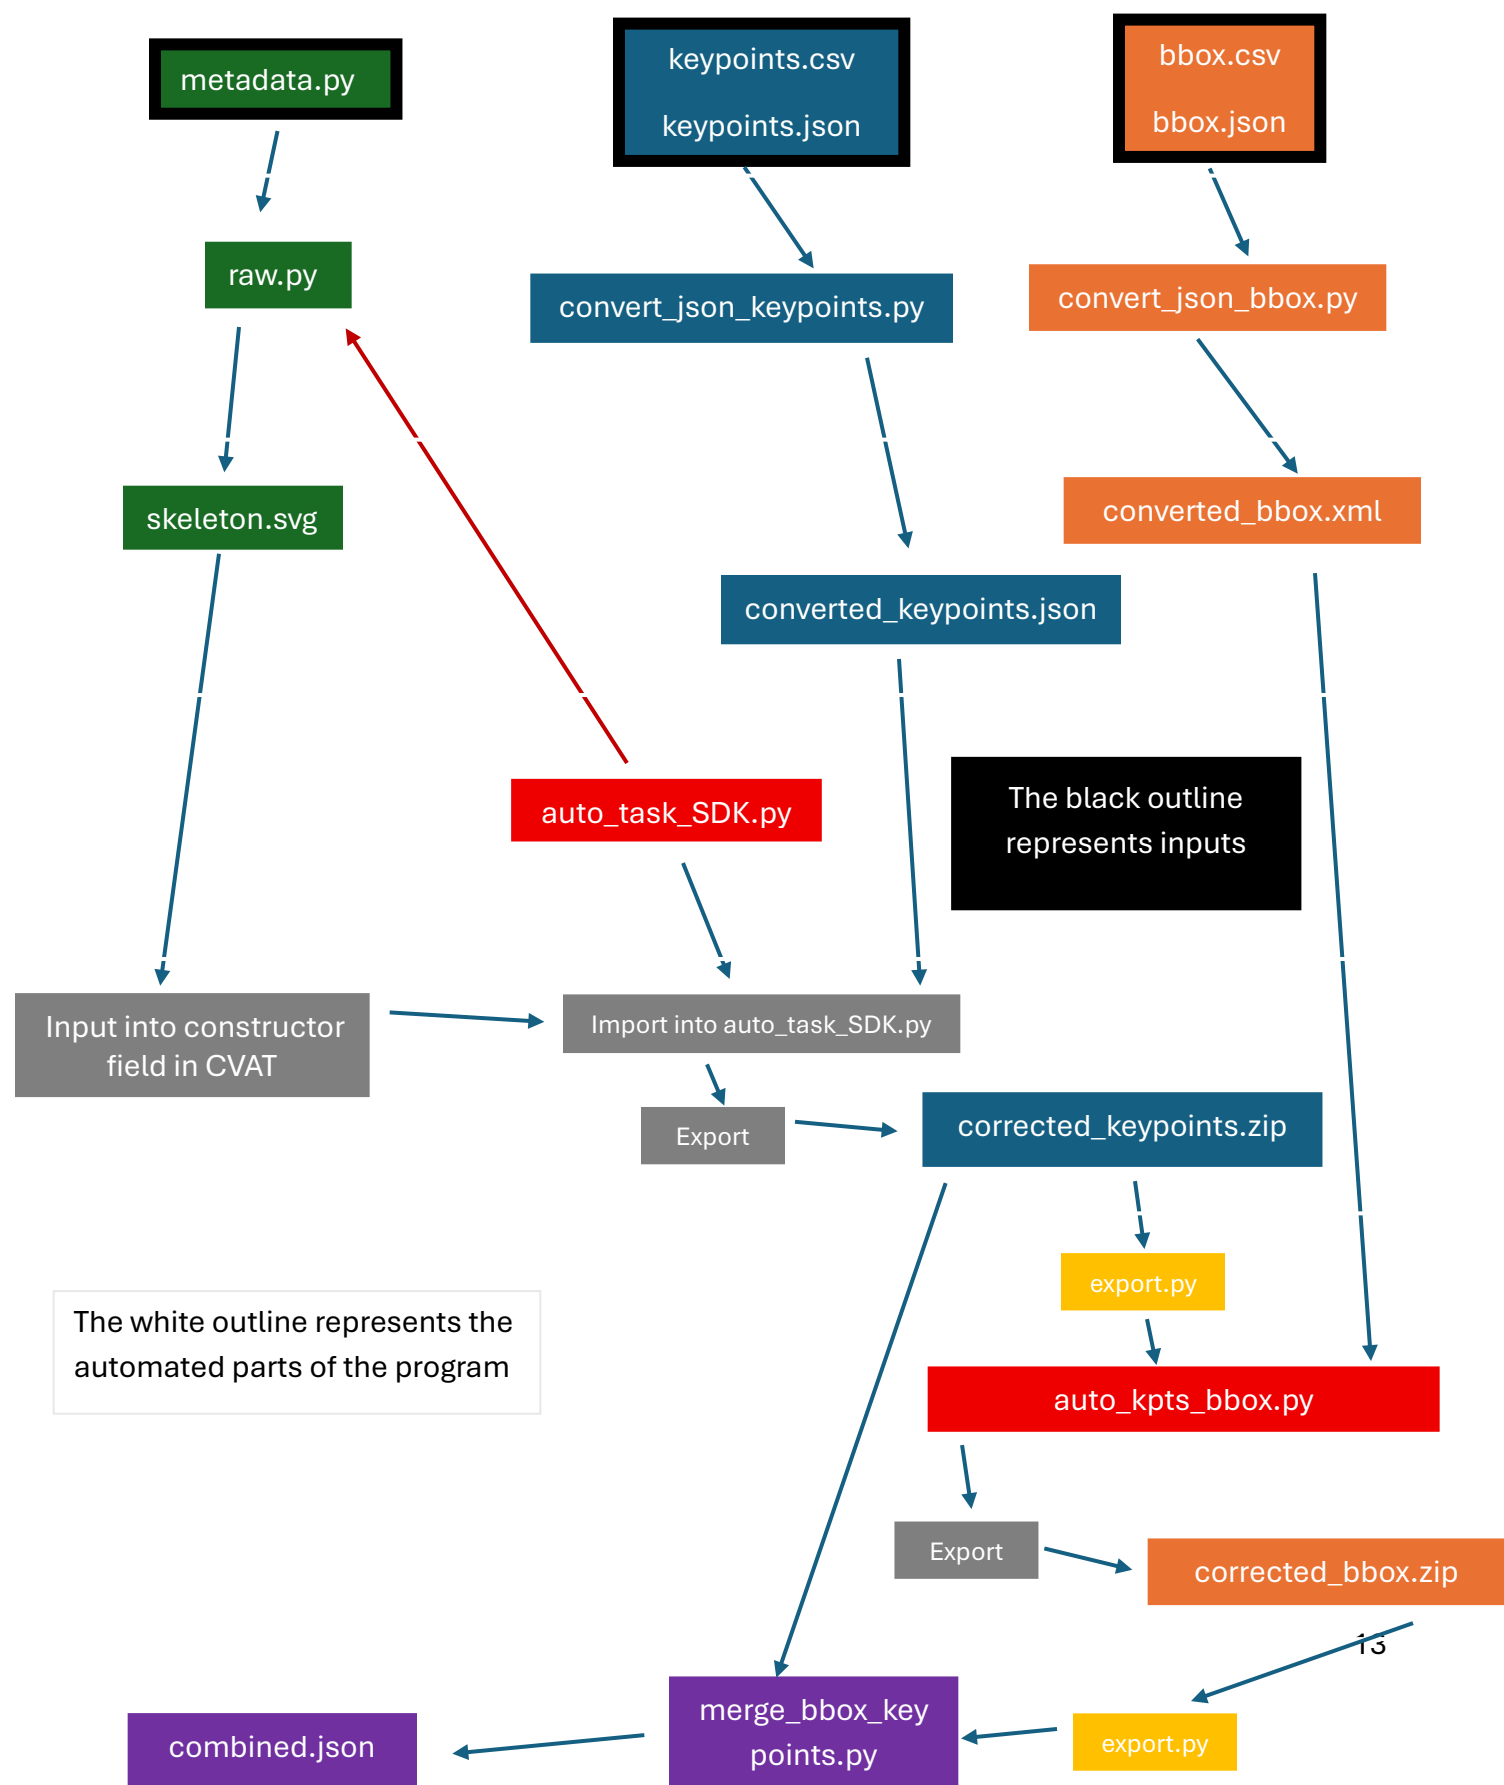 metadata.py
keypoints.csv
keypoints.json
bbox.csv
bbox.json
raw.py
convert_json_keypoints.py
convert_json_bbox.py
skeleton.svg
converted_bbox.xml
converted_keypoints.json
auto_task_SDK.py
The black outline
represents inputs
Input into constructor
field in CVAT
Import into auto_task_SDK.py
Export
corrected_keypoints.zip
export.py
The white outline represents the
automated parts of the program
auto_kpts_bbox.py
Export
corrected_bbox.zip
13
merge_bbox_key
points.py
export.py
combined.json